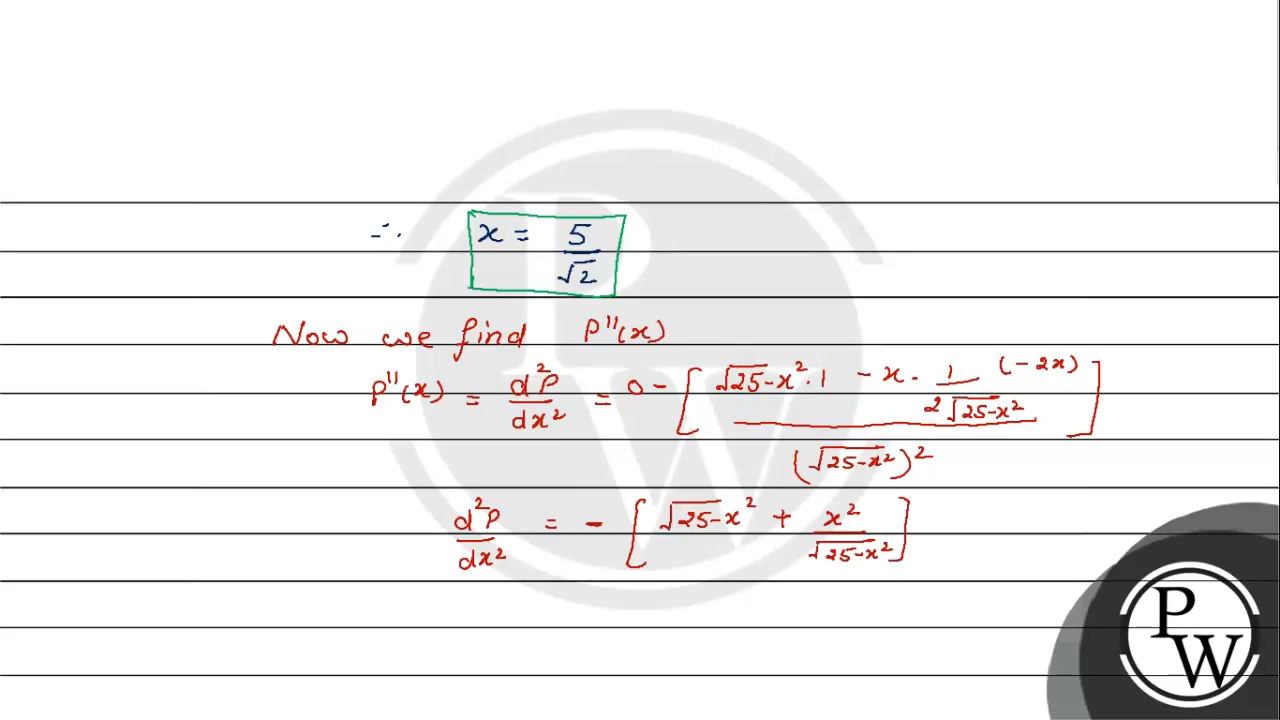 ∴ x = 5/√2
Now we find P''(x)
P''(x) = d²P/dx² = 0 - [ (√25-x² · 1 - x · 1/(2√25-x²) (-2x)) / (√25-x²)² ]
d²P/dx² = - [ √25-x² + x²/√25-x² ]
P
W